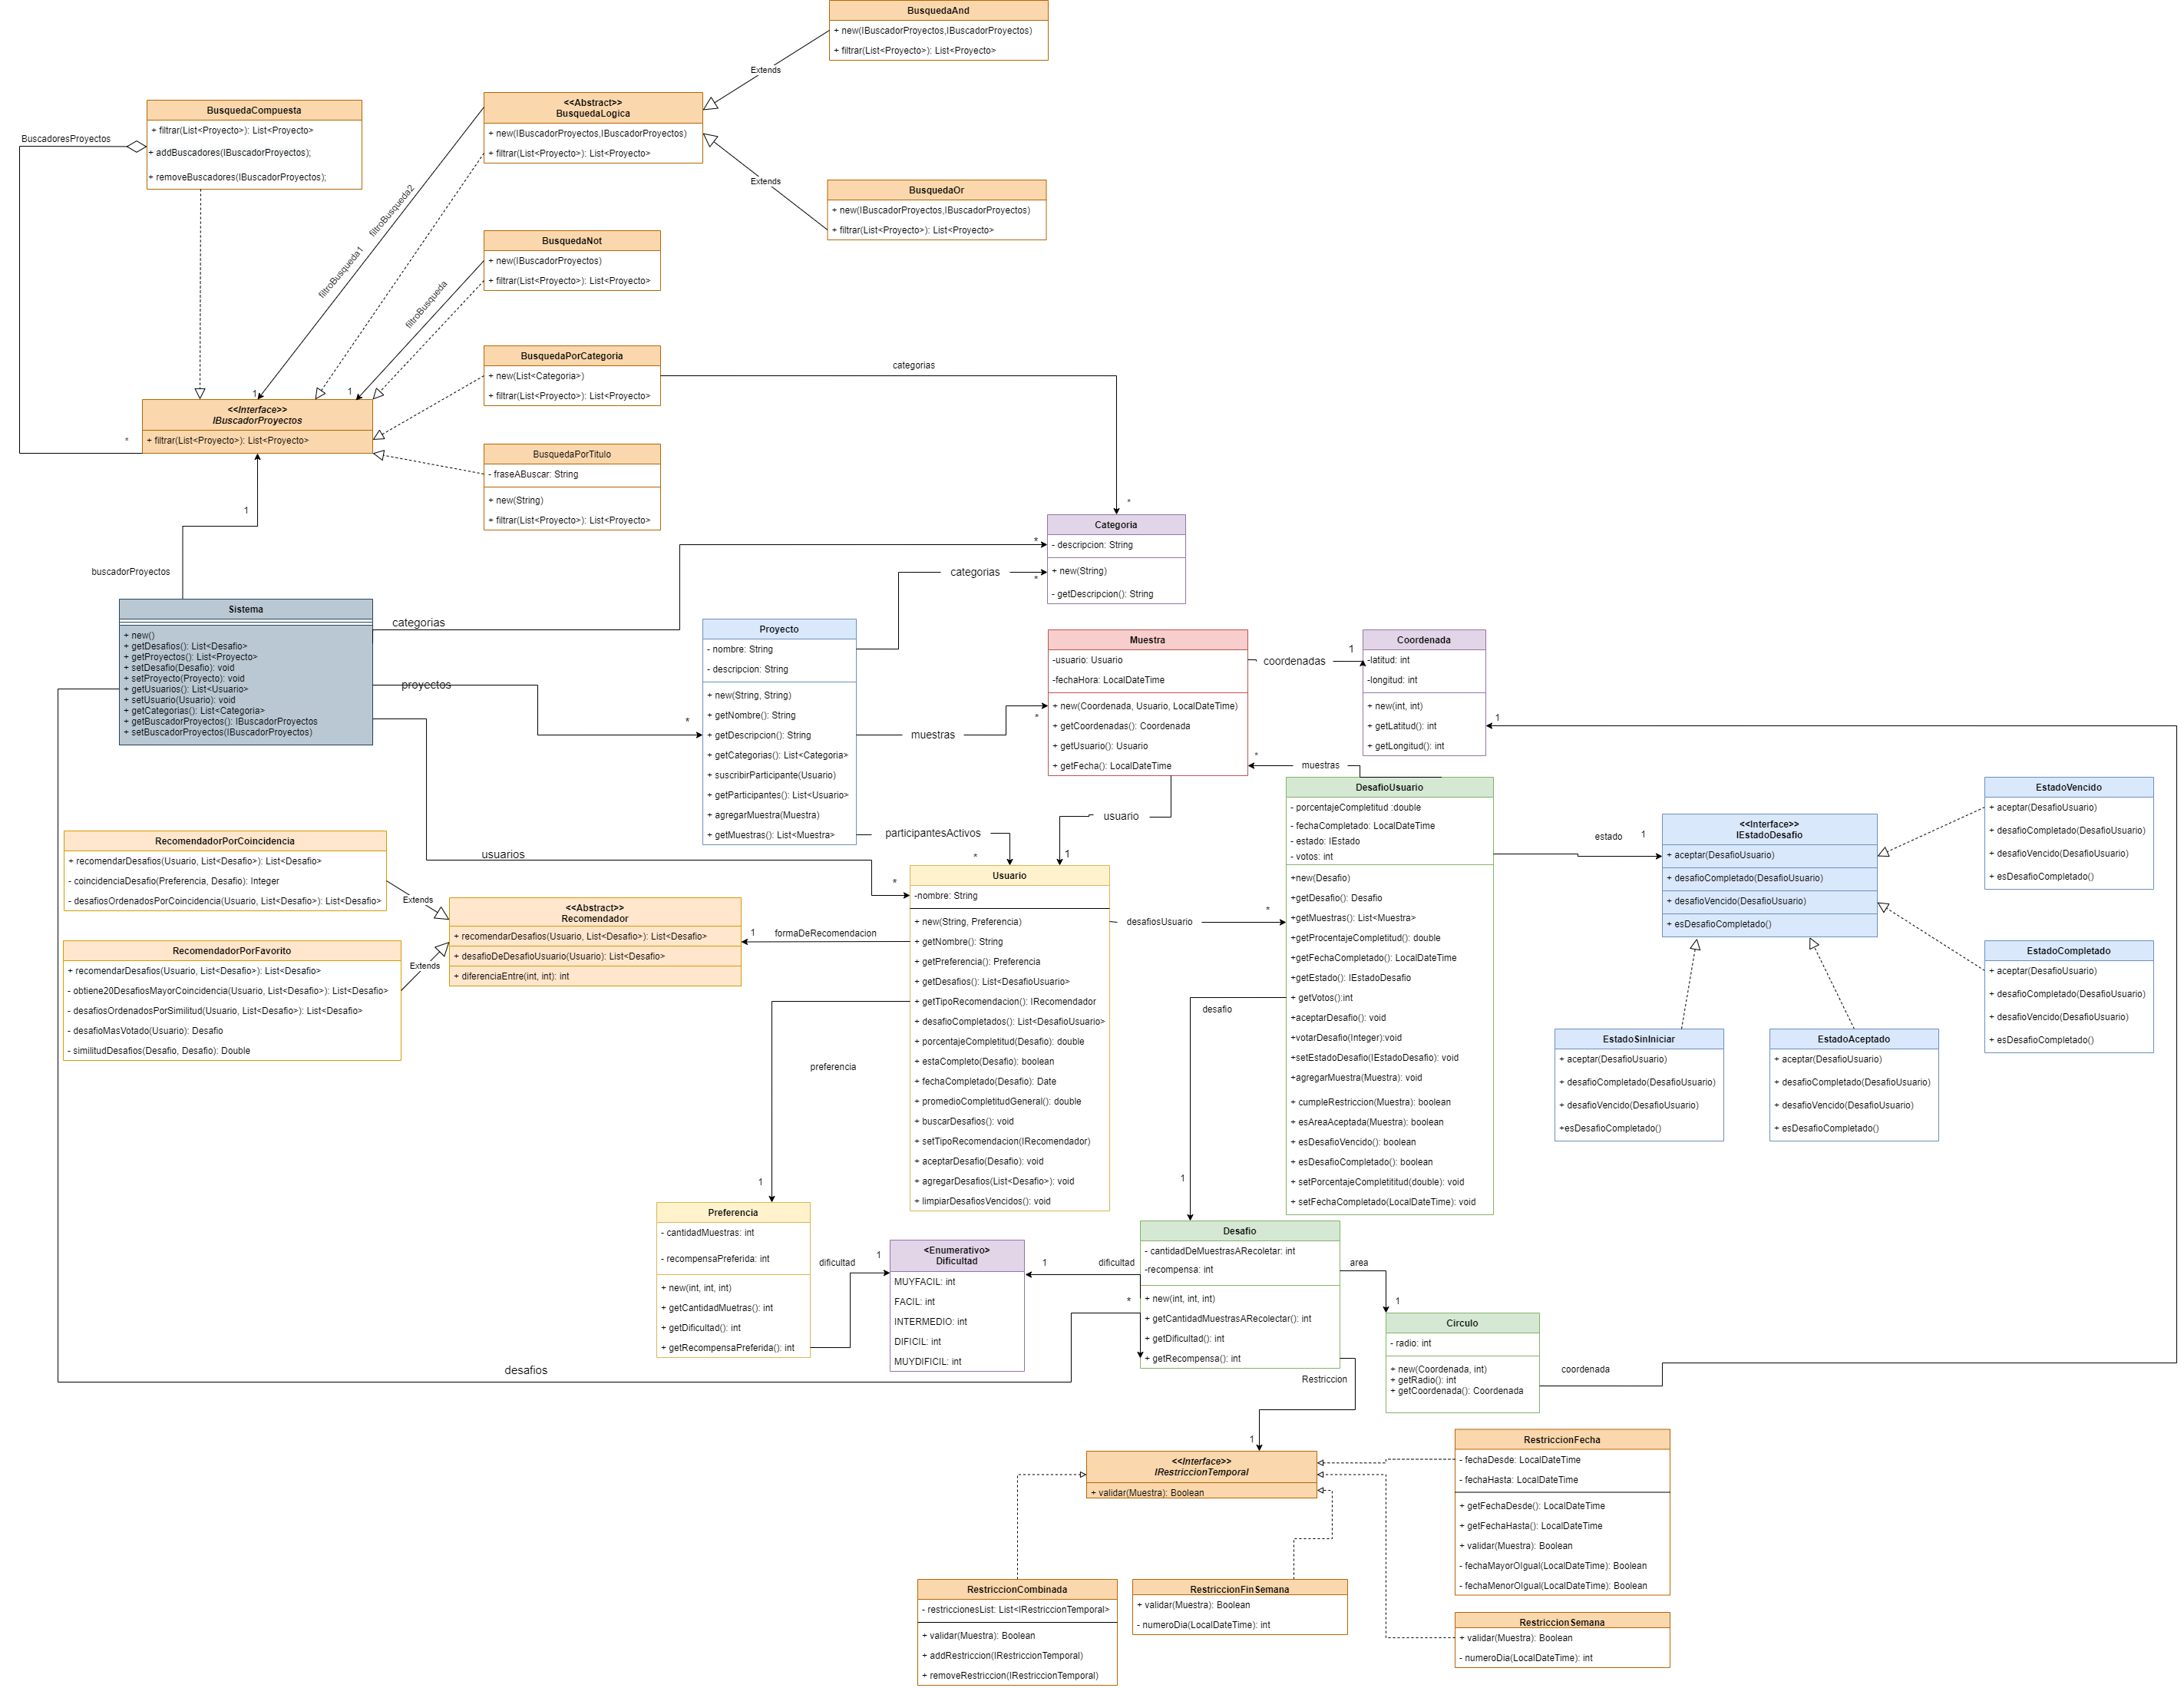 BusquedaAnd
+ new(IBuscadorProyectos,IBuscadorProyectos)
+ filtrar(List<Proyecto>): List<Proyecto>
Extends
<<Abstract>>
BusquedaLogica
+ new(IBuscadorProyectos,IBuscadorProyectos)
+ filtrar(List<Proyecto>): List<Proyecto>
BusquedaCompuesta
+ filtrar(List<Proyecto>): List<Proyecto>
+ addBuscadores(IBuscadorProyectos);
+ removeBuscadores(IBuscadorProyectos);
BuscadoresProyectos
Extends
BusquedaOr
+ new(IBuscadorProyectos,IBuscadorProyectos)
+ filtrar(List<Proyecto>): List<Proyecto>
filtroBusqueda2
filtroBusqueda1
BusquedaNot
+ new(IBuscadorProyectos)
+ filtrar(List<Proyecto>): List<Proyecto>
filtroBusqueda
BusquedaPorCategoria
+ new(List<Categoria>)
+ filtrar(List<Proyecto>): List<Proyecto>
categorias
*
1
1
<<Interface>>
IBuscadorProyectos
+ filtrar(List<Proyecto>): List<Proyecto>
*
BusquedaPorTitulo
- fraseABuscar: String
+ new(String)
+ filtrar(List<Proyecto>): List<Proyecto>
1
buscadorProyectos
Categoria
- descripcion: String
+ new(String)
- getDescripcion(): String
*
categorias
*
Sistema
+ new()
+ getDesafios(): List<Desafio>
+ getProyectos(): List<Proyecto>
+ setDesafio(Desafio): void
+ setProyecto(Proyecto): void
+ getUsuarios(): List<Usuario>
+ setUsuario(Usuario): void
+ getCategorias(): List<Categoria>
+ getBuscadorProyectos(): IBuscadorProyectos
+ setBuscadorProyectos(IBuscadorProyectos)
categorias
proyectos
*
usuarios
*
Proyecto
- nombre: String
- descripcion: String
+ new(String, String)
+ getNombre(): String
+ getDescripcion(): String
+ getCategorias(): List<Categoria>
+ suscribirParticipante(Usuario)
+ getParticipantes(): List<Usuario>
+ agregarMuestra(Muestra)
+ getMuestras(): List<Muestra>
muestras
*
participantesActivos
*
Muestra
-usuario: Usuario
-fechaHora: LocalDateTime
+ new(Coordenada, Usuario, LocalDateTime)
+ getCoordenadas(): Coordenada
+ getUsuario(): Usuario
+ getFecha(): LocalDateTime
coordenadas
1
Coordenada
-latitud: int
-longitud: int
+ new(int, int)
+ getLatitud(): int
+ getLongitud(): int
1
*
muestras
usuario
1
DesafioUsuario
- porcentajeCompletitud :double
- fechaCompletado: LocalDateTime
- estado: IEstado
- votos: int
+new(Desafio)
+getDesafio(): Desafio
+getMuestras(): List<Muestra>
+getProcentajeCompletitud(): double
+getFechaCompletado(): LocalDateTime
+getEstado(): IEstadoDesafio
+ getVotos():int
+aceptarDesafio(): void
+votarDesafio(Integer):void
+setEstadoDesafio(IEstadoDesafio): void
+agregarMuestra(Muestra): void
+ cumpleRestriccion(Muestra): boolean
+ esAreaAceptada(Muestra): boolean
+ esDesafioVencido(): boolean
+ esDesafioCompletado(): boolean
+ setPorcentajeCompletititud(double): void
+ setFechaCompletado(LocalDateTime): void
estado
1
<<Interface>>
IEstadoDesafio
+ aceptar(DesafioUsuario)
+ desafioCompletado(DesafioUsuario)
+ desafioVencido(DesafioUsuario)
+ esDesafioCompletado()
EstadoVencido
+ aceptar(DesafioUsuario)
+ desafioCompletado(DesafioUsuario)
+ desafioVencido(DesafioUsuario)
+ esDesafioCompletado()
EstadoCompletado
+ aceptar(DesafioUsuario)
+ desafioCompletado(DesafioUsuario)
+ desafioVencido(DesafioUsuario)
+ esDesafioCompletado()
EstadoSinIniciar
+ aceptar(DesafioUsuario)
+ desafioCompletado(DesafioUsuario)
+ desafioVencido(DesafioUsuario)
+esDesafioCompletado()
EstadoAceptado
+ aceptar(DesafioUsuario)
+ desafioCompletado(DesafioUsuario)
+ desafioVencido(DesafioUsuario)
+ esDesafioCompletado()
RecomendadorPorCoincidencia
+ recomendarDesafios(Usuario, List<Desafio>): List<Desafio>
- coincidenciaDesafio(Preferencia, Desafio): Integer
- desafiosOrdenadosPorCoincidencia(Usuario, List<Desafio>): List<Desafio>
Extends
RecomendadorPorFavorito
+ recomendarDesafios(Usuario, List<Desafio>): List<Desafio>
- obtiene20DesafiosMayorCoincidencia(Usuario, List<Desafio>): List<Desafio>
- desafiosOrdenadosPorSimilitud(Usuario, List<Desafio>): List<Desafio>
- desafioMasVotado(Usuario): Desafio
- similitudDesafios(Desafio, Desafio): Double
Extends
<<Abstract>>
Recomendador
+ recomendarDesafios(Usuario, List<Desafio>): List<Desafio>
+ desafioDeDesafioUsuario(Usuario): List<Desafio>
+ diferenciaEntre(int, int): int
1
formaDeRecomendacion
Usuario
-nombre: String
+ new(String, Preferencia)
+ getNombre(): String
+ getPreferencia(): Preferencia
+ getDesafios(): List<DesafioUsuario>
+ getTipoRecomendacion(): IRecomendador
+ desafioCompletados(): List<DesafioUsuario>
+ porcentajeCompletitud(Desafio): double
+ estaCompleto(Desafio): boolean
+ fechaCompletado(Desafio): Date
+ promedioCompletitudGeneral(): double
+ buscarDesafios(): void
+ setTipoRecomendacion(IRecomendador)
+ aceptarDesafio(Desafio): void
+ agregarDesafios(List<Desafio>): void
+ limpiarDesafiosVencidos(): void
desafiosUsuario
*
desafio
1
preferencia
1
Preferencia
- cantidadMuestras: int
- recompensaPreferida: int
+ new(int, int, int)
+ getCantidadMuetras(): int
+ getDificultad(): int
+ getRecompensaPreferida(): int
dificultad
1
<Enumerativo>
Dificultad
MUYFACIL: int
FACIL: int
INTERMEDIO: int
DIFICIL: int
MUYDIFICIL: int
1
dificultad
*
Desafio
- cantidadDeMuestrasARecoletar: int
-recompensa: int
+ new(int, int, int)
+ getCantidadMuestrasARecolectar(): int
+ getDificultad(): int
+ getRecompensa(): int
area
1
Circulo
- radio: int
+ new(Coordenada, int)
+ getRadio(): int
+ getCoordenada(): Coordenada
coordenada
desafios
Restriccion
1
<<Interface>>
IRestriccionTemporal
+ validar(Muestra): Boolean
RestriccionFecha
- fechaDesde: LocalDateTime
- fechaHasta: LocalDateTime
+ getFechaDesde(): LocalDateTime
+ getFechaHasta(): LocalDateTime
+ validar(Muestra): Boolean
- fechaMayorOIgual(LocalDateTime): Boolean
- fechaMenorOIgual(LocalDateTime): Boolean
RestriccionCombinada
- restriccionesList: List<IRestriccionTemporal>
+ validar(Muestra): Boolean
+ addRestriccion(IRestriccionTemporal)
+ removeRestriccion(IRestriccionTemporal)
RestriccionFinSemana
+ validar(Muestra): Boolean
- numeroDia(LocalDateTime): int
RestriccionSemana
+ validar(Muestra): Boolean
- numeroDia(LocalDateTime): int